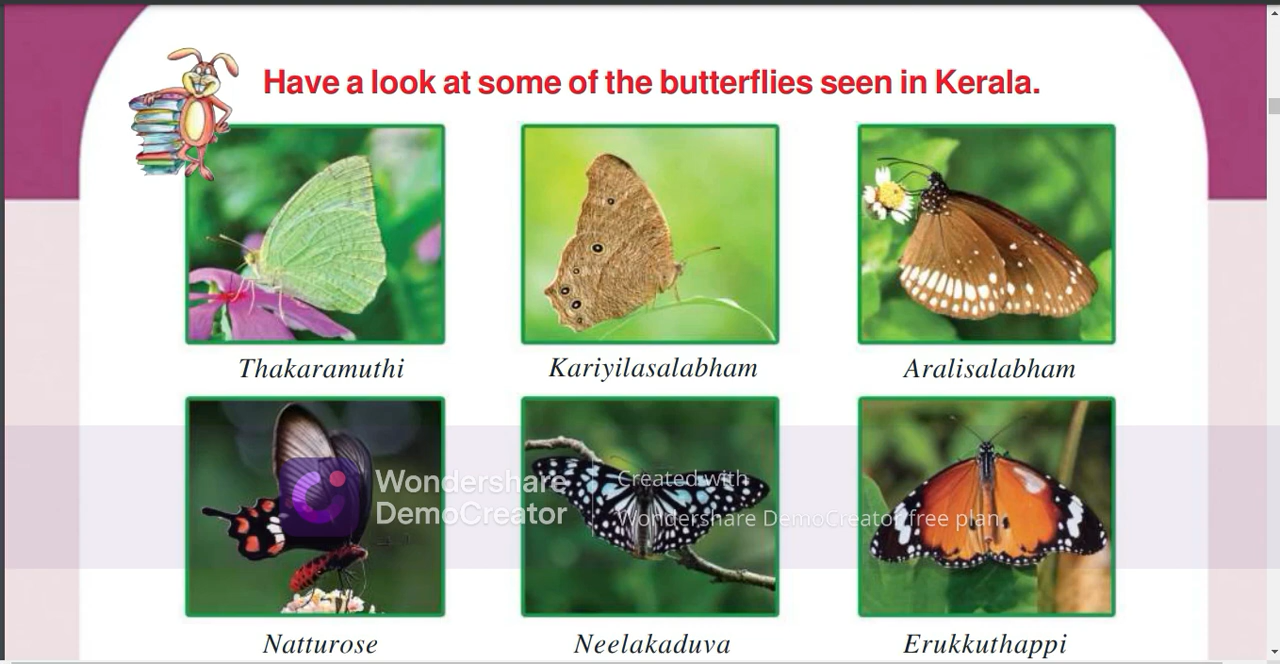 Have a look at some of the butterflies seen in Kerala.
Thakaramuthi
Kariyilasalabham
Aralisalabham
Wondershare
DemoCreator
Created with
Wondershare DemoCreator free plan
Natturose
Neelakaduva
Erukkuthappi